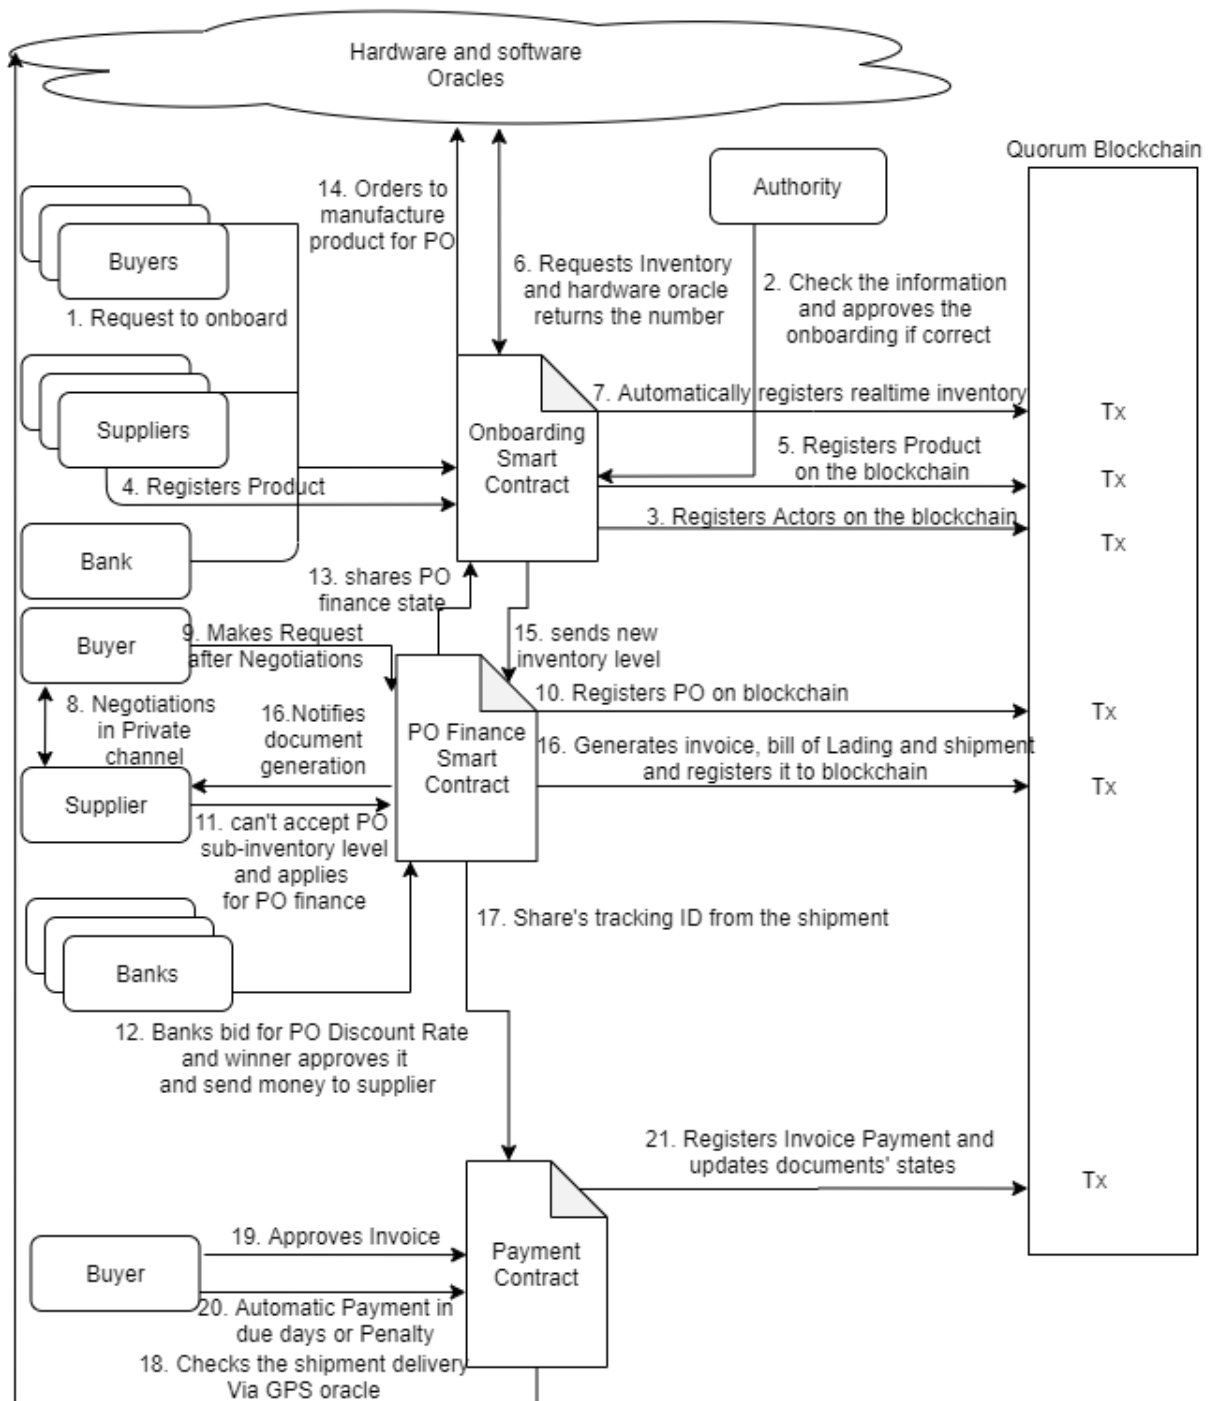 Hardware and software
Oracles
Quorum Blockchain
Authority
14. Orders to
manufacture
product for PO
Buyers
6. Requests Inventory
and hardware oracle
returns the number
2. Check the information
and approves the
onboarding if correct
1. Request to onboard
7. Automatically registers realtime inventory
Tx
Suppliers
Onboarding
Smart
Contract
5. Registers Product
on the blockchain
Tx
4. Registers Product
3. Registers Actors on the blockchain
Tx
Bank
13. shares PO
finance state
Buyer
9. Makes Request
after Negotiations
15. sends new
inventory level
10. Registers PO on blockchain
Tx
8. Negotiations
in Private
channel
16.Notifies
document
generation
PO Finance
Smart
Contract
16. Generates invoice, bill of Lading and shipment
and registers it to blockchain
Tx
Supplier
11. can't accept PO
sub-inventory level
and applies
for PO finance
17. Share's tracking ID from the shipment
Banks
12. Banks bid for PO Discount Rate
and winner approves it
and send money to supplier
21. Registers Invoice Payment and
updates documents' states
Tx
19. Approves Invoice
Payment
Contract
Buyer
20. Automatic Payment in
due days or Penalty
18. Checks the shipment delivery
Via GPS oracle